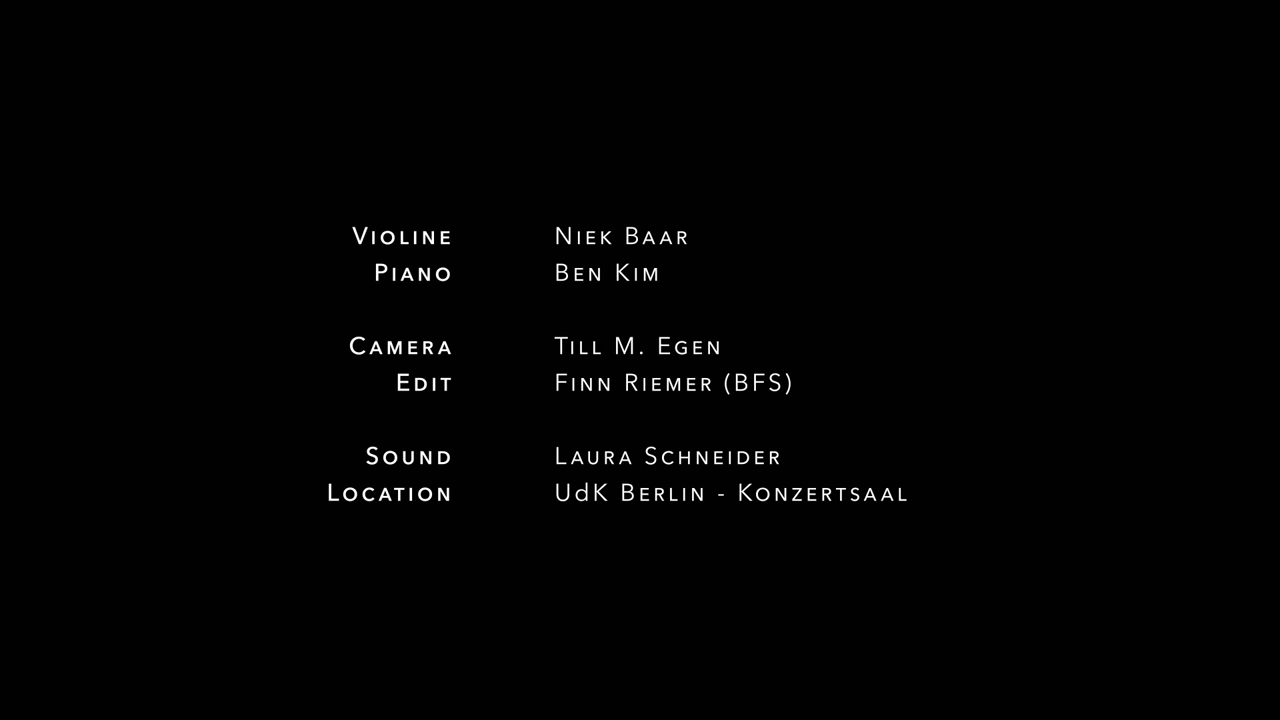 Violine Niek Baar
Piano Ben Kim
Camera Till M. Egen
Edit Finn Riemer (BFS)
Sound Laura Schneider
Location UdK Berlin - Konzertsaal